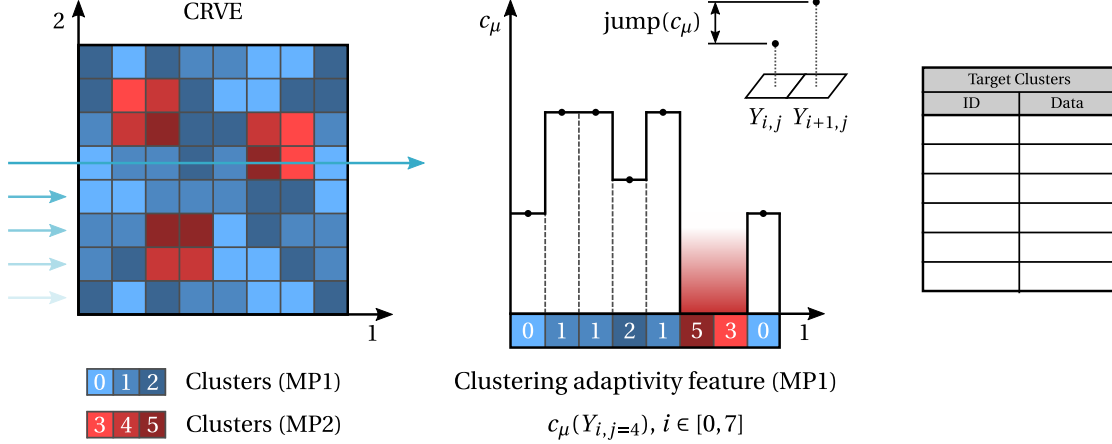 CRVE
2
1
0 1 2 Clusters (MP1)
3 4 5 Clusters (MP2)
c_μ
jump(c_μ)
Y_{i,j} Y_{i+1,j}
0 1 1 2 1 5 3 0 1
Clustering adaptivity feature (MP1)
c_μ(Y_{i,j=4}), i ∈ [0, 7]
Target Clusters
ID Data